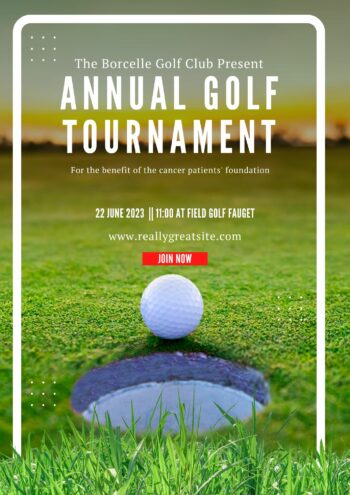 The Borcelle Golf Club Present
ANNUAL GOLF
TOURNAMENT
For the benefit of the cancer patients' foundation
22 JUNE 2023 || 11:00 AT FIELD GOLF FAUGET
www.reallygreatsite.com
JOIN NOW